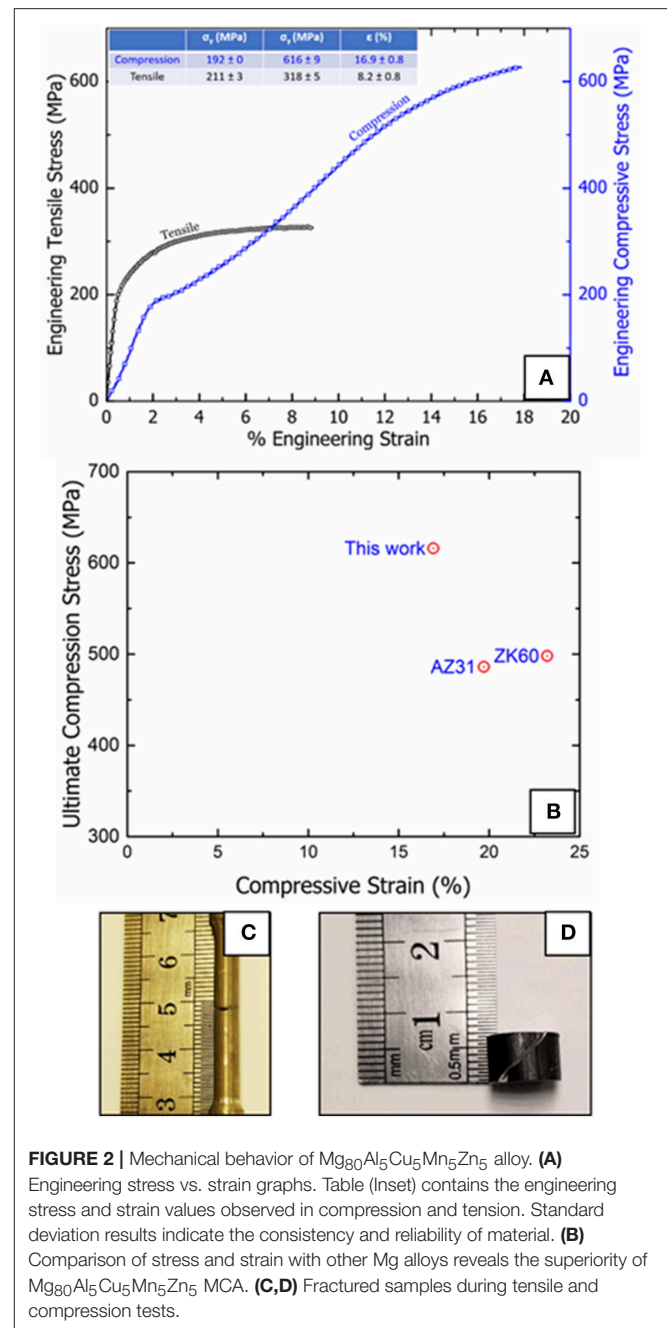 σᵧ (MPa) σᵧ (MPa) ε (%)
Compression 192 ± 0 616 ± 9 16.9 ± 0.8
Tensile 211 ± 3 318 ± 5 8.2 ± 0.8
Engineering Tensile Stress (MPa)
600
400
200
0
Tensile
Compression
600
400
200
0
Engineering Compressive Stress (MPa)
A
0 2 4 6 8 10 12 14 16 18 20
% Engineering Strain
Ultimate Compression Stress (MPa)
700
600
500
400
300
This work
AZ31
ZK60
B
0 5 10 15 20 25
Compressive Strain (%)
C
7
6
mm
5
4
3
D
2
1
cm
mm
0.5mm
FIGURE 2 | Mechanical behavior of Mg₈₀Al₅Cu₅Mn₅Zn₅ alloy. (A)
Engineering stress vs. strain graphs. Table (Inset) contains the engineering
stress and strain values observed in compression and tension. Standard
deviation results indicate the consistency and reliability of material. (B)
Comparison of stress and strain with other Mg alloys reveals the superiority of
Mg₈₀Al₅Cu₅Mn₅Zn₅ MCA. (C,D) Fractured samples during tensile and
compression tests.